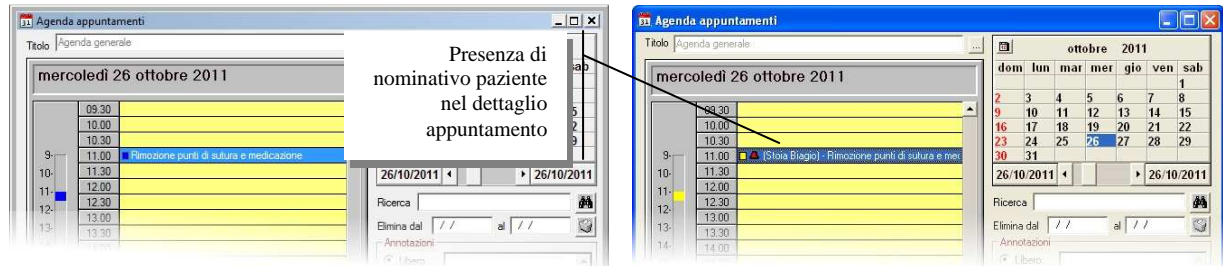 Agenda appuntamenti
Titolo Agenda generale
mercoledì 26 ottobre 2011
09.30
10.00
10.30
9- 11.00 Rimozione punti di sutura e medicazione
10- 11.30
11- 12.00
12.30
12- 13.00
13- 13.30
Presenza di
nominativo paziente
nel dettaglio
appuntamento
sab
5
2
9
26/10/2011 26/10/2011
Ricerca
Elimina dal / / al / /
Annotazioni
Libero
Agenda appuntamenti
Titolo Agenda generale ...
mercoledì 26 ottobre 2011
09.30
10.00
10.30
9- 11.00 (Stoia Biagio) - Rimozione punti di sutura e med
10- 11.30
11- 12.00
12.30
12- 13.00
13- 13.30
14- 14.00
ottobre 2011
dom lun mar mer gio ven sab
1
2 3 4 5 6 7 8
9 10 11 12 13 14 15
16 17 18 19 20 21 22
23 24 25 26 27 28 29
30 31
26/10/2011 26/10/2011
Ricerca
Elimina dal / / al / /
Annotazioni
Libero